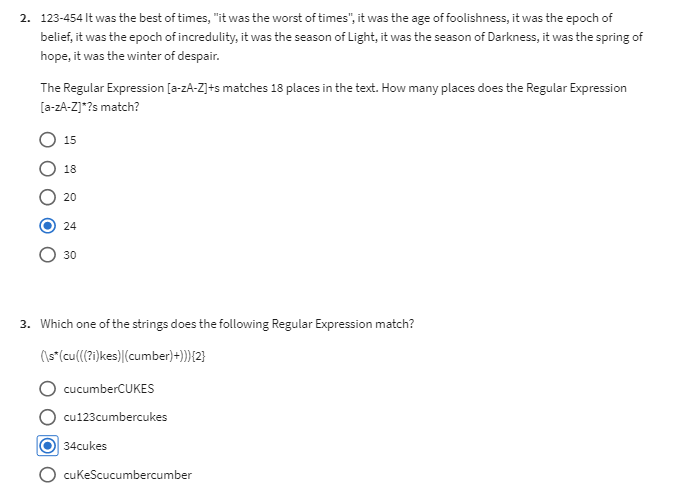 2. 123-454 It was the best of times, "it was the worst of times", it was the age of foolishness, it was the epoch of
belief, it was the epoch of incredulity, it was the season of Light, it was the season of Darkness, it was the spring of
hope, it was the winter of despair.
The Regular Expression [a-zA-Z]+s matches 18 places in the text. How many places does the Regular Expression
[a-zA-Z]*?s match?
15
18
20
24
30
3. Which one of the strings does the following Regular Expression match?
(\s*(cu(((?i)kes)|(cumber)+))){2}
cucumberCUKES
cu123cumbercukes
34cukes
cuKeScucumbercumber